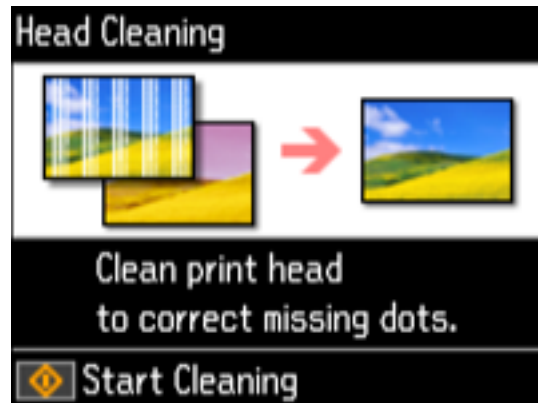 Head Cleaning
Clean print head
to correct missing dots.
Start Cleaning